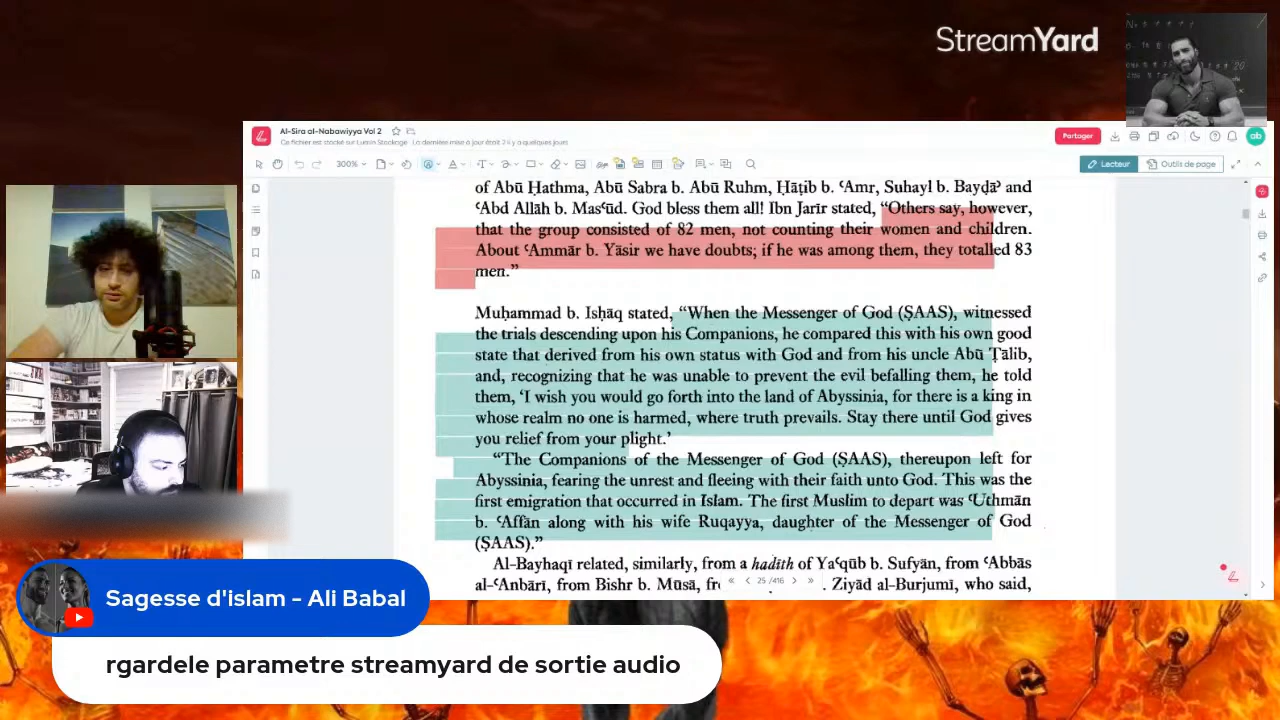 StreamYard
Al-Sira al-Nabawiyya Vol 2
Partager
ab
300%
Lecteur
Outils de page
of Abū Ḥathma, Abū Sabra b. Abū Ruhm, Ḥāṭib b. ʿAmr, Suhayl b. Bayḍāʾ and
ʿAbd Allāh b. Masʿūd. God bless them all! Ibn Jarīr stated, “Others say, however,
that the group consisted of 82 men, not counting their women and children.
About ʿAmmār b. Yāsir we have doubts; if he was among them, they totalled 83
men.”
Muḥammad b. Isḥāq stated, “When the Messenger of God (ṢAAS), witnessed
the trials descending upon his Companions, he compared this with his own good
state that derived from his own status with God and from his uncle Abū Ṭālib,
and, recognizing that he was unable to prevent the evil befalling them, he told
them, ‘I wish you would go forth into the land of Abyssinia, for there is a king in
whose realm no one is harmed, where truth prevails. Stay there until God gives
you relief from your plight.’
“The Companions of the Messenger of God (ṢAAS), thereupon left for
Abyssinia, fearing the unrest and fleeing with their faith unto God. This was the
first emigration that occurred in Islam. The first Muslim to depart was ʿUthmān
b. ʿAffān along with his wife Ruqayya, daughter of the Messenger of God
(ṢAAS).”
Al-Bayhaqī related, similarly, from a hadīth of Yaʿqūb b. Sufyān, from ʿAbbās
al-ʿAnbarī, from Bishr b. Mūsā, Ziyād al-Burjumī, who said,
25 /416
Sagesse d'islam - Ali Babal
rgardele parametre streamyard de sortie audio